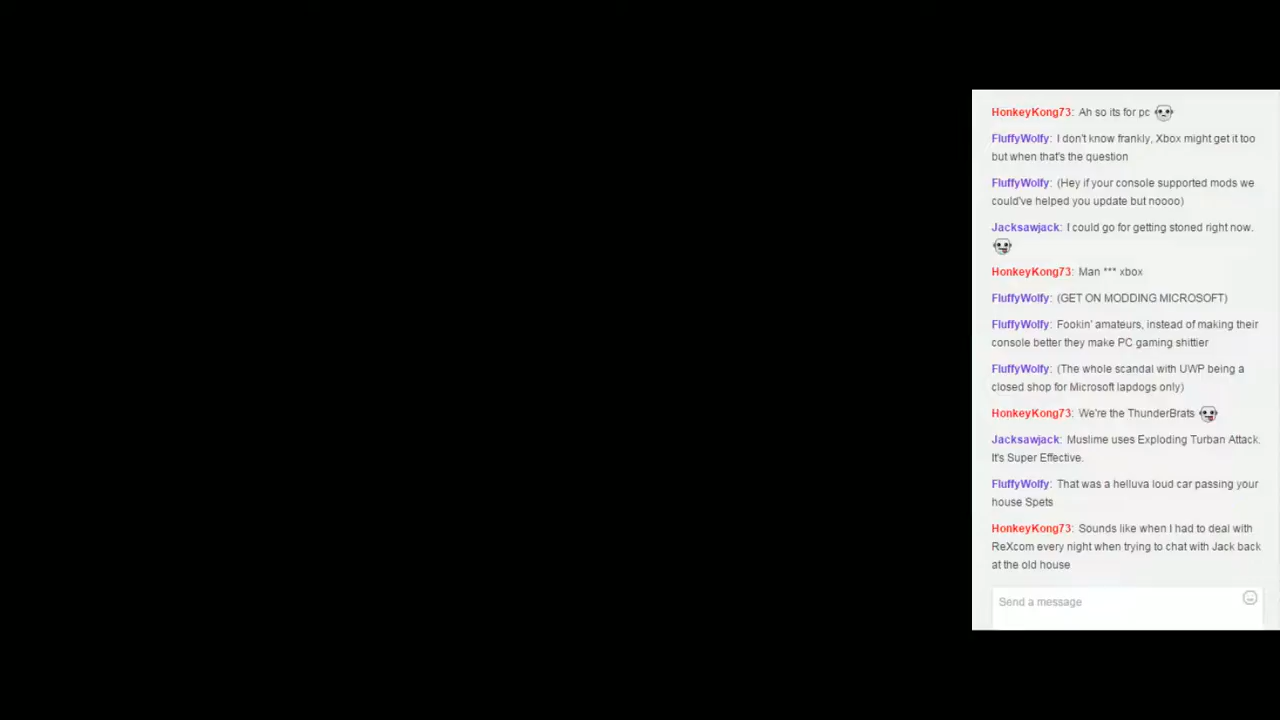 HonkeyKong73: Ah so its for pc
FluffyWolfy: I don't know frankly, Xbox might get it too
but when that's the question
FluffyWolfy: (Hey if your console supported mods we
could've helped you update but noooo)
Jacksawjack: I could go for getting stoned right now.
HonkeyKong73: Man *** xbox
FluffyWolfy: (GET ON MODDING MICROSOFT)
FluffyWolfy: Fookin' amateurs, instead of making their
console better they make PC gaming shittier
FluffyWolfy: (The whole scandal with UWP being a
closed shop for Microsoft lapdogs only)
HonkeyKong73: We're the ThunderBrats
Jacksawjack: Muslime uses Exploding Turban Attack.
It's Super Effective.
FluffyWolfy: That was a helluva loud car passing your
house Spets
HonkeyKong73: Sounds like when I had to deal with
ReXcom every night when trying to chat with Jack back
at the old house
Send a message